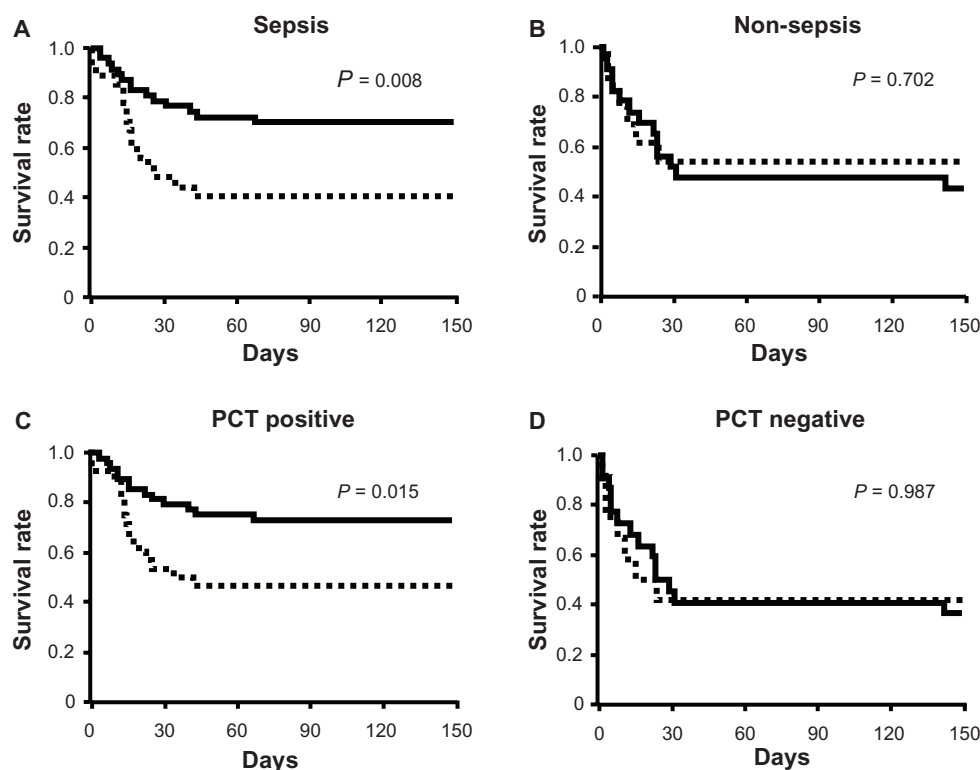 A
Sepsis
1.0
0.8
0.6
0.4
0.2
0
Survival rate
P = 0.008
0 30 60 90 120 150
Days
B
Non-sepsis
1.0
0.8
0.6
0.4
0.2
0
Survival rate
P = 0.702
0 30 60 90 120 150
Days
C
PCT positive
1.0
0.8
0.6
0.4
0.2
0
Survival rate
P = 0.015
0 30 60 90 120 150
Days
D
PCT negative
1.0
0.8
0.6
0.4
0.2
0
Survival rate
P = 0.987
0 30 60 90 120 150
Days